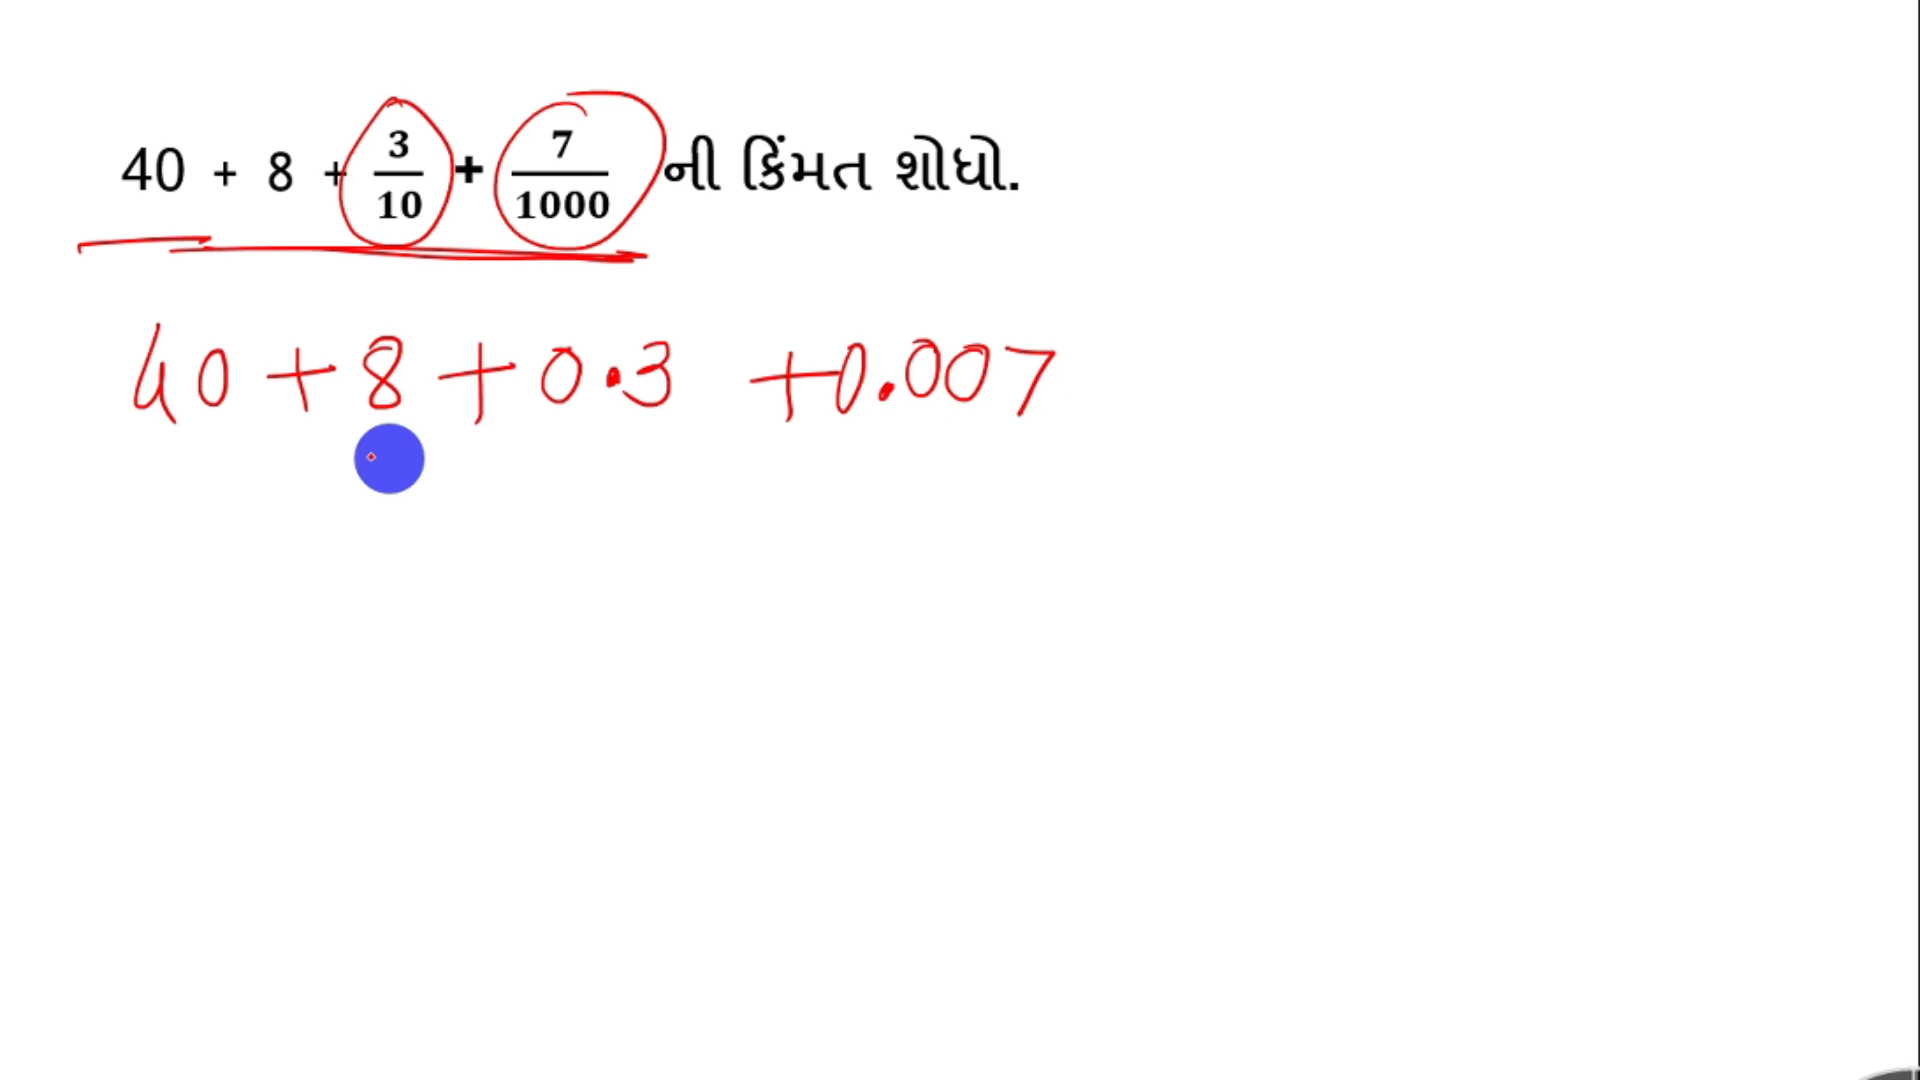 40 + 8 + 3/10 + 7/1000 ની કિંમત શોધો.
40 + 8 + 0.3 + 0.007